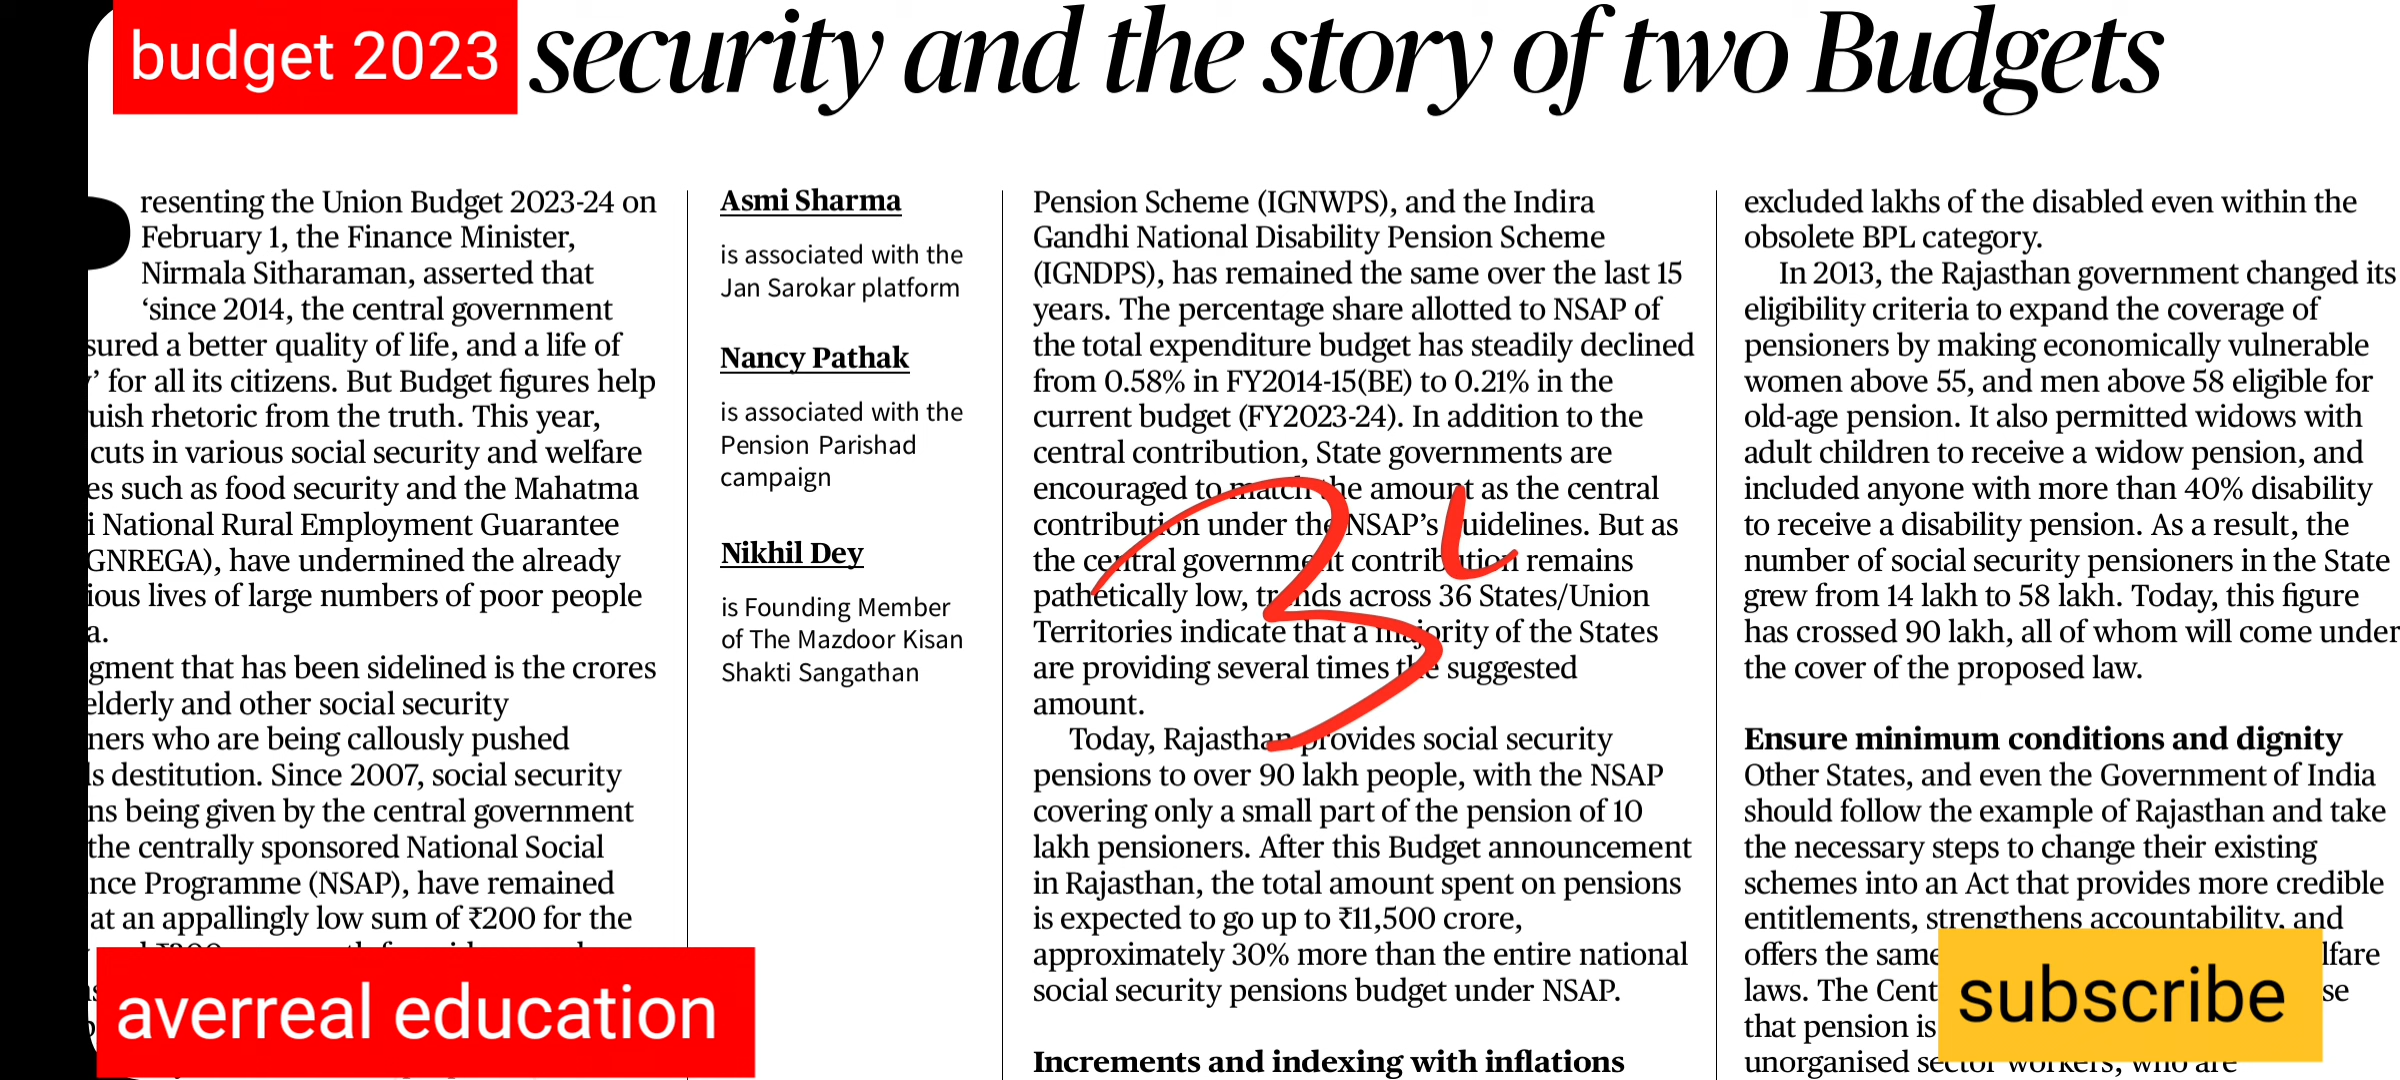 budget 2023
security and the story of two Budgets
resenting the Union Budget 2023-24 on
February 1, the Finance Minister,
Nirmala Sitharaman, asserted that
‘since 2014, the central government
sured a better quality of life, and a life of
’ for all its citizens. But Budget figures help
uish rhetoric from the truth. This year,
cuts in various social security and welfare
es such as food security and the Mahatma
i National Rural Employment Guarantee
GNREGA), have undermined the already
ious lives of large numbers of poor people
a.
gment that has been sidelined is the crores
elderly and other social security
ners who are being callously pushed
ls destitution. Since 2007, social security
ns being given by the central government
the centrally sponsored National Social
nce Programme (NSAP), have remained
at an appallingly low sum of ₹200 for the
Asmi Sharma
is associated with the
Jan Sarokar platform
Nancy Pathak
is associated with the
Pension Parishad
campaign
Nikhil Dey
is Founding Member
of The Mazdoor Kisan
Shakti Sangathan
Pension Scheme (IGNWPS), and the Indira
Gandhi National Disability Pension Scheme
(IGNDPS), has remained the same over the last 15
years. The percentage share allotted to NSAP of
the total expenditure budget has steadily declined
from 0.58% in FY2014-15(BE) to 0.21% in the
current budget (FY2023-24). In addition to the
central contribution, State governments are
encouraged to match the amount as the central
contribution under the NSAP’s guidelines. But as
the central government contribution remains
pathetically low, trends across 36 States/Union
Territories indicate that a majority of the States
are providing several times the suggested
amount.
Today, Rajasthan provides social security
pensions to over 90 lakh people, with the NSAP
covering only a small part of the pension of 10
lakh pensioners. After this Budget announcement
in Rajasthan, the total amount spent on pensions
is expected to go up to ₹11,500 crore,
approximately 30% more than the entire national
social security pensions budget under NSAP.
Increments and indexing with inflations
excluded lakhs of the disabled even within the
obsolete BPL category.
In 2013, the Rajasthan government changed its
eligibility criteria to expand the coverage of
pensioners by making economically vulnerable
women above 55, and men above 58 eligible for
old-age pension. It also permitted widows with
adult children to receive a widow pension, and
included anyone with more than 40% disability
to receive a disability pension. As a result, the
number of social security pensioners in the State
grew from 14 lakh to 58 lakh. Today, this figure
has crossed 90 lakh, all of whom will come under
the cover of the proposed law.
Ensure minimum conditions and dignity
Other States, and even the Government of India
should follow the example of Rajasthan and take
the necessary steps to change their existing
schemes into an Act that provides more credible
entitlements, strengthens accountability, and
offers the same lfare
laws. The Cent se
that pension is
unorganised sector workers, who are
averreal education
subscribe